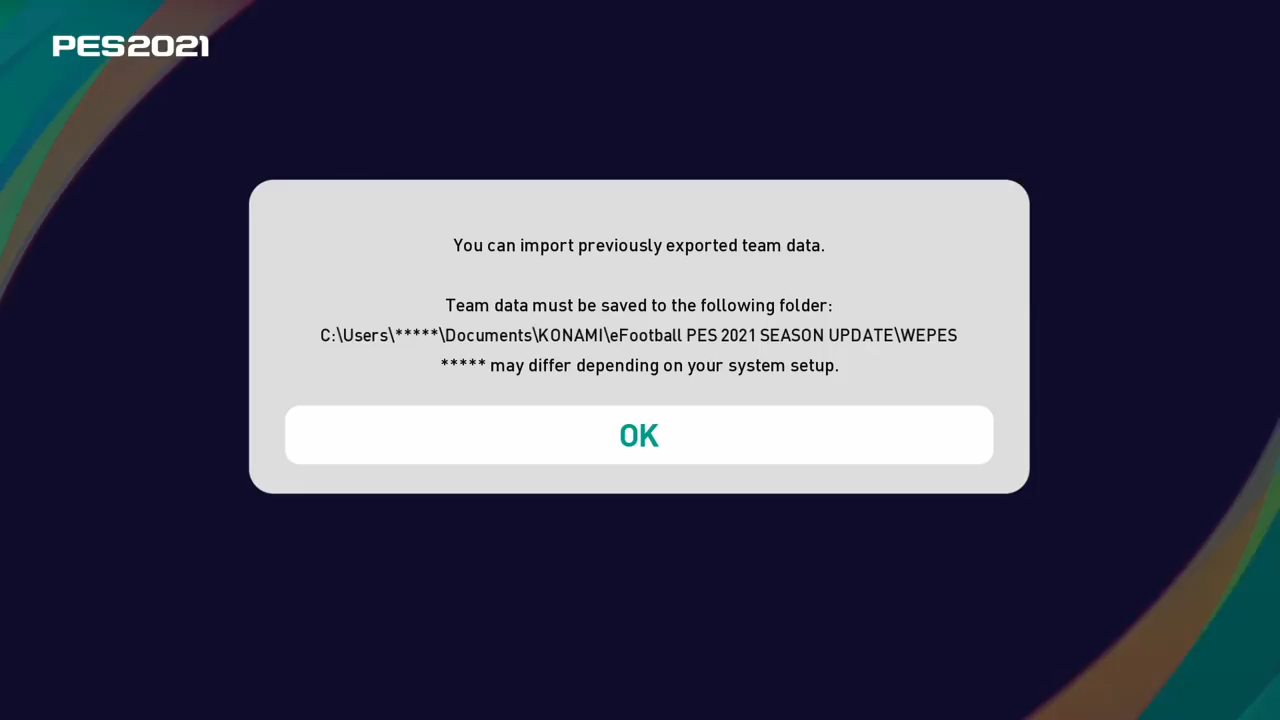 PES2021
You can import previously exported team data.
Team data must be saved to the following folder:
C:\Users\*****\Documents\KONAMI\eFootball PES 2021 SEASON UPDATE\WEPES
***** may differ depending on your system setup.
OK